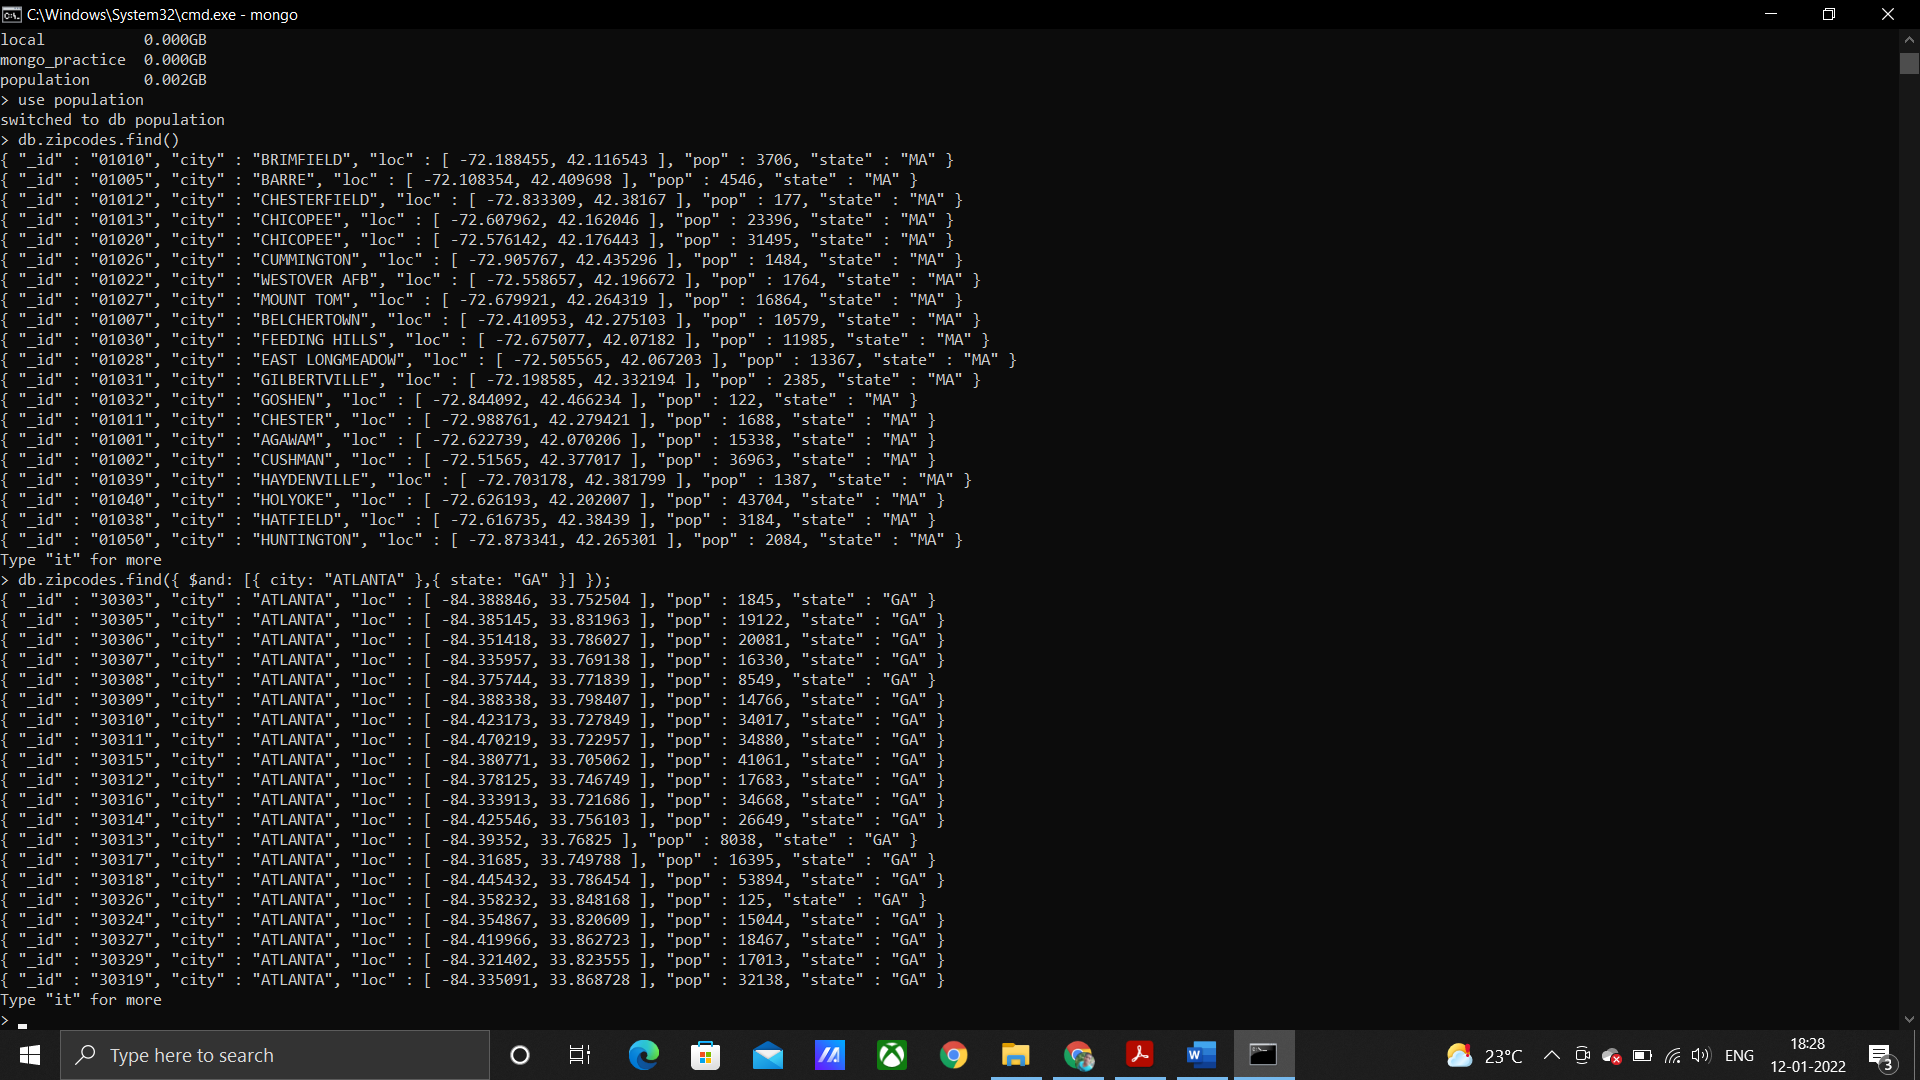 C:\Windows\System32\cmd.exe - mongo
local           0.000GB
mongo_practice  0.000GB
population      0.002GB
> use population
switched to db population
> db.zipcodes.find()
{ "_id" : "01010", "city" : "BRIMFIELD", "loc" : [ -72.188455, 42.116543 ], "pop" : 3706, "state" : "MA" }
{ "_id" : "01005", "city" : "BARRE", "loc" : [ -72.108354, 42.409698 ], "pop" : 4546, "state" : "MA" }
{ "_id" : "01012", "city" : "CHESTERFIELD", "loc" : [ -72.833309, 42.38167 ], "pop" : 177, "state" : "MA" }
{ "_id" : "01013", "city" : "CHICOPEE", "loc" : [ -72.607962, 42.162046 ], "pop" : 23396, "state" : "MA" }
{ "_id" : "01020", "city" : "CHICOPEE", "loc" : [ -72.576142, 42.176443 ], "pop" : 31495, "state" : "MA" }
{ "_id" : "01026", "city" : "CUMMINGTON", "loc" : [ -72.905767, 42.435296 ], "pop" : 1484, "state" : "MA" }
{ "_id" : "01022", "city" : "WESTOVER AFB", "loc" : [ -72.558657, 42.196672 ], "pop" : 1764, "state" : "MA" }
{ "_id" : "01027", "city" : "MOUNT TOM", "loc" : [ -72.679921, 42.264319 ], "pop" : 16864, "state" : "MA" }
{ "_id" : "01007", "city" : "BELCHERTOWN", "loc" : [ -72.410953, 42.275103 ], "pop" : 10579, "state" : "MA" }
{ "_id" : "01030", "city" : "FEEDING HILLS", "loc" : [ -72.675077, 42.07182 ], "pop" : 11985, "state" : "MA" }
{ "_id" : "01028", "city" : "EAST LONGMEADOW", "loc" : [ -72.505565, 42.067203 ], "pop" : 13367, "state" : "MA" }
{ "_id" : "01031", "city" : "GILBERTVILLE", "loc" : [ -72.198585, 42.332194 ], "pop" : 2385, "state" : "MA" }
{ "_id" : "01032", "city" : "GOSHEN", "loc" : [ -72.844092, 42.466234 ], "pop" : 122, "state" : "MA" }
{ "_id" : "01011", "city" : "CHESTER", "loc" : [ -72.988761, 42.279421 ], "pop" : 1688, "state" : "MA" }
{ "_id" : "01001", "city" : "AGAWAM", "loc" : [ -72.622739, 42.070206 ], "pop" : 15338, "state" : "MA" }
{ "_id" : "01002", "city" : "CUSHMAN", "loc" : [ -72.51565, 42.377017 ], "pop" : 36963, "state" : "MA" }
{ "_id" : "01039", "city" : "HAYDENVILLE", "loc" : [ -72.703178, 42.381799 ], "pop" : 1387, "state" : "MA" }
{ "_id" : "01040", "city" : "HOLYOKE", "loc" : [ -72.626193, 42.202007 ], "pop" : 43704, "state" : "MA" }
{ "_id" : "01038", "city" : "HATFIELD", "loc" : [ -72.616735, 42.38439 ], "pop" : 3184, "state" : "MA" }
{ "_id" : "01050", "city" : "HUNTINGTON", "loc" : [ -72.873341, 42.265301 ], "pop" : 2084, "state" : "MA" }
Type "it" for more
> db.zipcodes.find({ $and: [{ city: "ATLANTA" },{ state: "GA" }] });
{ "_id" : "30303", "city" : "ATLANTA", "loc" : [ -84.388846, 33.752504 ], "pop" : 1845, "state" : "GA" }
{ "_id" : "30305", "city" : "ATLANTA", "loc" : [ -84.385145, 33.831963 ], "pop" : 19122, "state" : "GA" }
{ "_id" : "30306", "city" : "ATLANTA", "loc" : [ -84.351418, 33.786027 ], "pop" : 20081, "state" : "GA" }
{ "_id" : "30307", "city" : "ATLANTA", "loc" : [ -84.335957, 33.769138 ], "pop" : 16330, "state" : "GA" }
{ "_id" : "30308", "city" : "ATLANTA", "loc" : [ -84.375744, 33.771839 ], "pop" : 8549, "state" : "GA" }
{ "_id" : "30309", "city" : "ATLANTA", "loc" : [ -84.388338, 33.798407 ], "pop" : 14766, "state" : "GA" }
{ "_id" : "30310", "city" : "ATLANTA", "loc" : [ -84.423173, 33.727849 ], "pop" : 34017, "state" : "GA" }
{ "_id" : "30311", "city" : "ATLANTA", "loc" : [ -84.470219, 33.722957 ], "pop" : 34880, "state" : "GA" }
{ "_id" : "30315", "city" : "ATLANTA", "loc" : [ -84.380771, 33.705062 ], "pop" : 41061, "state" : "GA" }
{ "_id" : "30312", "city" : "ATLANTA", "loc" : [ -84.378125, 33.746749 ], "pop" : 17683, "state" : "GA" }
{ "_id" : "30316", "city" : "ATLANTA", "loc" : [ -84.333913, 33.721686 ], "pop" : 34668, "state" : "GA" }
{ "_id" : "30314", "city" : "ATLANTA", "loc" : [ -84.425546, 33.756103 ], "pop" : 26649, "state" : "GA" }
{ "_id" : "30313", "city" : "ATLANTA", "loc" : [ -84.39352, 33.76825 ], "pop" : 8038, "state" : "GA" }
{ "_id" : "30317", "city" : "ATLANTA", "loc" : [ -84.31685, 33.749788 ], "pop" : 16395, "state" : "GA" }
{ "_id" : "30318", "city" : "ATLANTA", "loc" : [ -84.445432, 33.786454 ], "pop" : 53894, "state" : "GA" }
{ "_id" : "30326", "city" : "ATLANTA", "loc" : [ -84.358232, 33.848168 ], "pop" : 125, "state" : "GA" }
{ "_id" : "30324", "city" : "ATLANTA", "loc" : [ -84.354867, 33.820609 ], "pop" : 15044, "state" : "GA" }
{ "_id" : "30327", "city" : "ATLANTA", "loc" : [ -84.419966, 33.862723 ], "pop" : 18467, "state" : "GA" }
{ "_id" : "30329", "city" : "ATLANTA", "loc" : [ -84.321402, 33.823555 ], "pop" : 17013, "state" : "GA" }
{ "_id" : "30319", "city" : "ATLANTA", "loc" : [ -84.335091, 33.868728 ], "pop" : 32138, "state" : "GA" }
Type "it" for more
>
Type here to search
23°C
ENG
18:28
12-01-2022
3